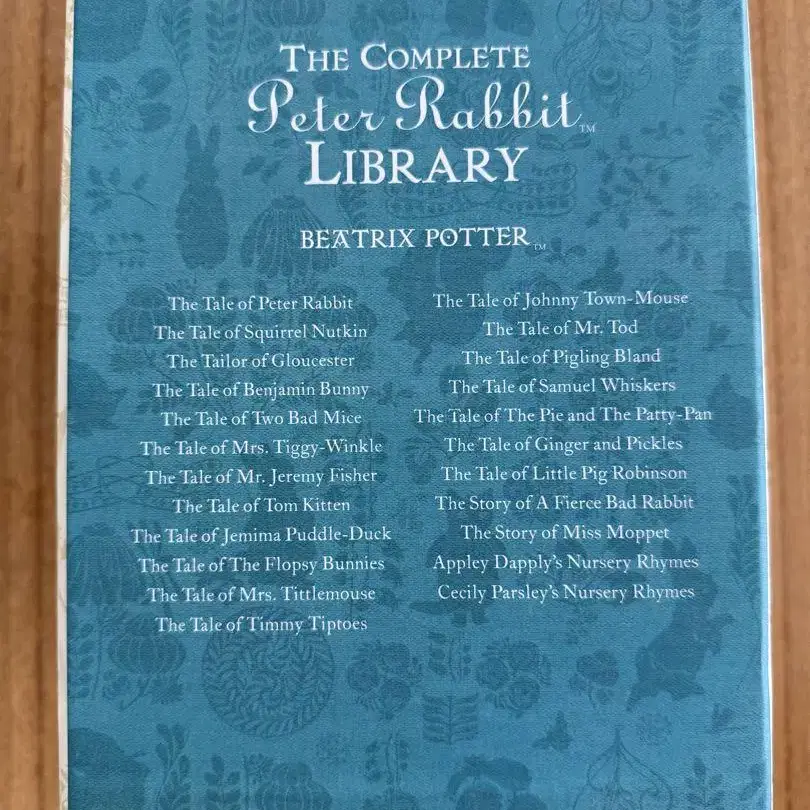 THE COMPLETE
Peter Rabbit™
LIBRARY
BEATRIX POTTER™
The Tale of Peter Rabbit
The Tale of Squirrel Nutkin
The Tailor of Gloucester
The Tale of Benjamin Bunny
The Tale of Two Bad Mice
The Tale of Mrs. Tiggy-Winkle
The Tale of Mr. Jeremy Fisher
The Tale of Tom Kitten
The Tale of Jemima Puddle-Duck
The Tale of The Flopsy Bunnies
The Tale of Mrs. Tittlemouse
The Tale of Timmy Tiptoes
The Tale of Johnny Town-Mouse
The Tale of Mr. Tod
The Tale of Pigling Bland
The Tale of Samuel Whiskers
The Tale of The Pie and The Patty-Pan
The Tale of Ginger and Pickles
The Tale of Little Pig Robinson
The Story of A Fierce Bad Rabbit
The Story of Miss Moppet
Appley Dapply's Nursery Rhymes
Cecily Parsley's Nursery Rhymes